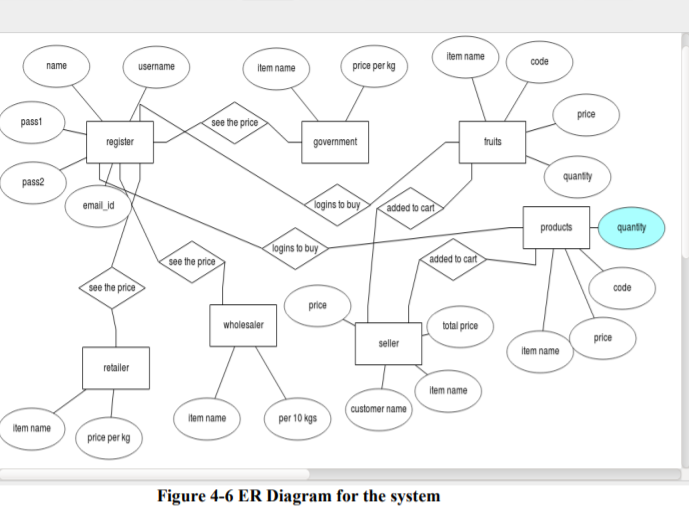 name
username
item name
price per kg
item name
code
pass1
see the price
price
register
government
fruits
pass2
quantity
email_id
logins to buy
added to cart
products
quantity
logins to buy
see the price
added to cart
see the price
code
price
wholesaler
total price
seller
price
item name
retailer
item name
customer name
item name
per 10 kgs
item name
price per kg
Figure 4-6 ER Diagram for the system